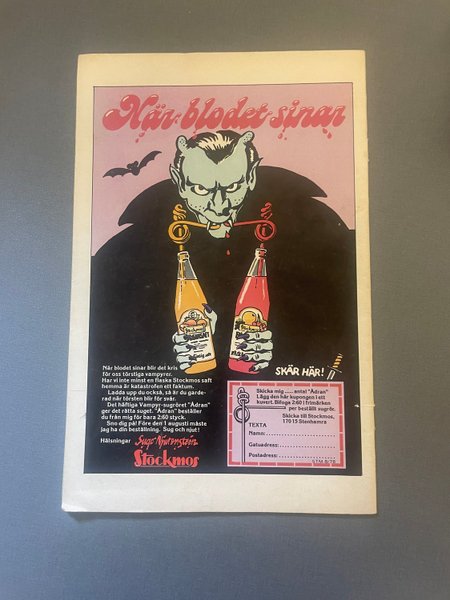 När blodet sinar
När blodet sinar blir det kris
för oss törstiga vampyrer.
Har vi inte minst en flaska Stockmos saft
hemma är katastrofen ett faktum.
Ladda upp du också, så är du garde-
rad när törsten blir för svår.
Det häftiga Vampyr-sugröret "Ådran"
ger det rätta suget. "Ådran" beställer
du från mig för bara 2:60 styck.
Sno dig på! Före den 1 augusti måste
jag ha din beställning. Sug och njut!
Hälsningar
Stockmos
SKÄR HÄR!
Skicka mig ..... antal "Ådran"
Lägg den här kupongen i ett
kuvert. Bifoga 2:60 i frimärken
per beställt sugrör.
Skicka till Stockmos,
170 15 Stenhamra
TEXTA
Namn:
Gatuadress:
Postadress: